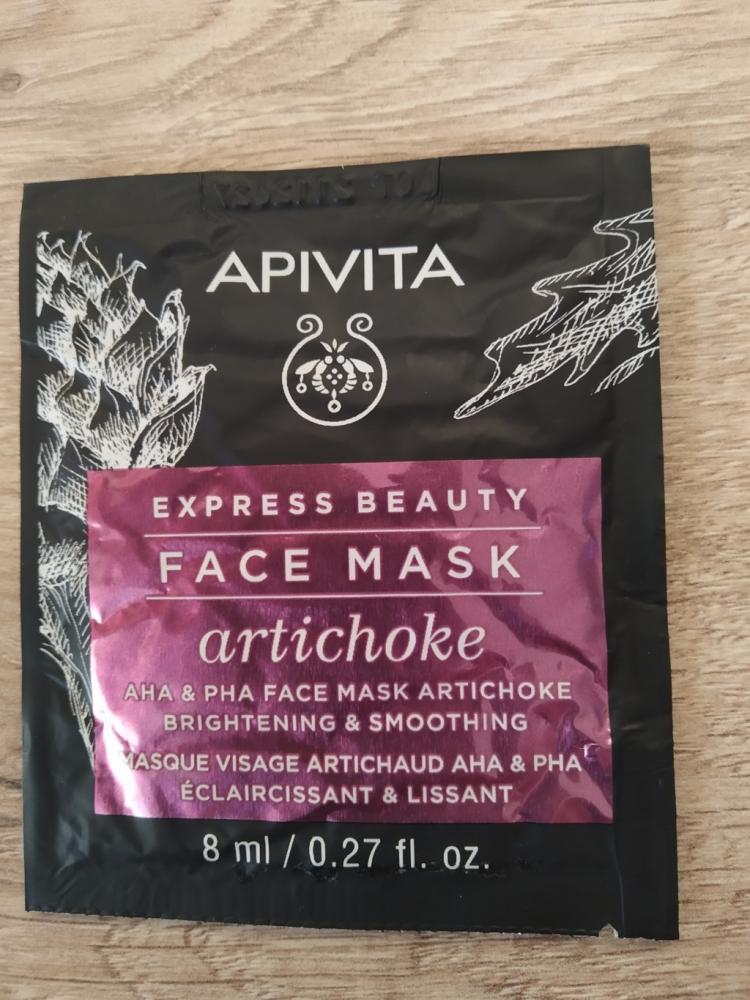 APIVITA
EXPRESS BEAUTY
FACE MASK
artichoke
AHA & PHA FACE MASK ARTICHOKE
BRIGHTENING & SMOOTHING
MASQUE VISAGE ARTICHAUD AHA & PHA
ÉCLAIRCISSANT & LISSANT
8 ml / 0.27 fl. oz.